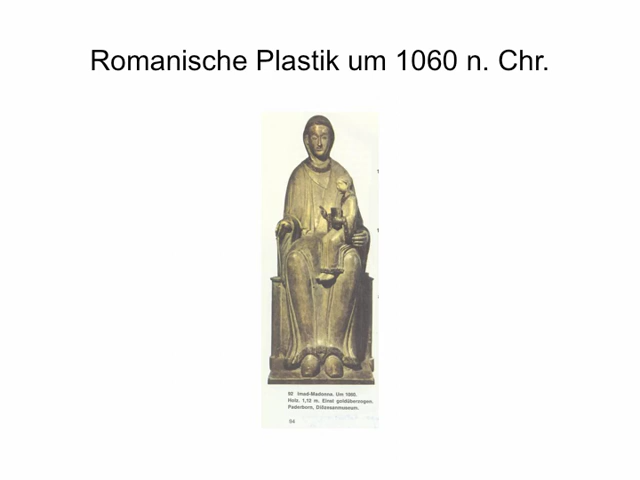 Romanische Plastik um 1060 n. Chr.
92 Imad-Madonna. Um 1060.
Holz. 1,12 m. Einst goldüberzogen.
Paderborn, Diözesanmuseum.
94